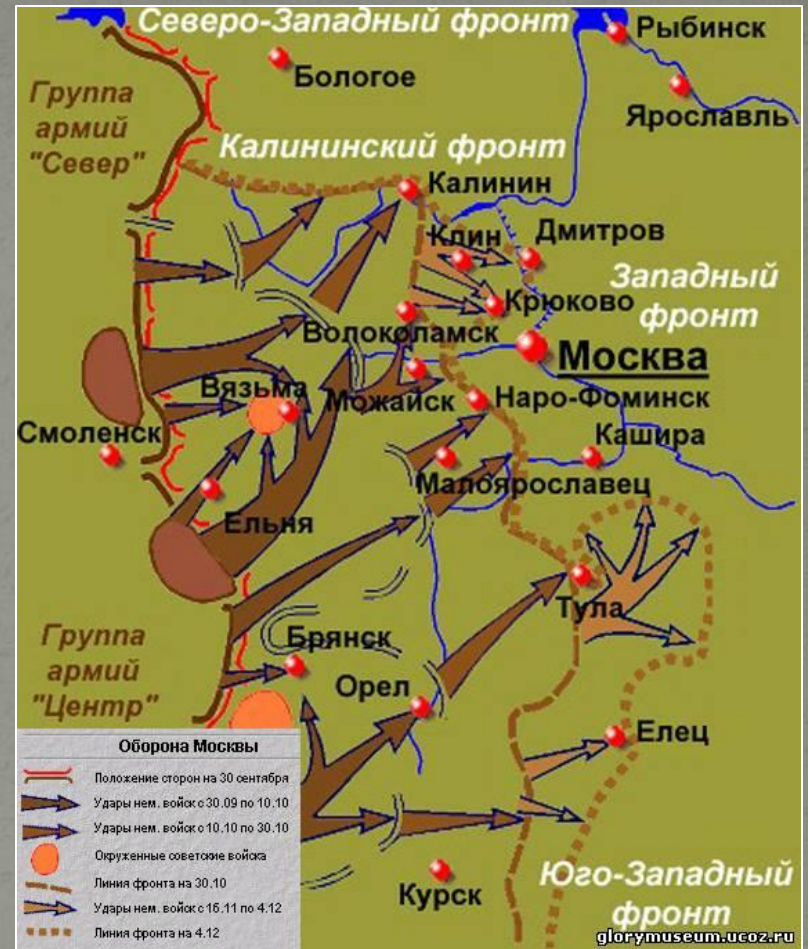 Северо-Западный фронт
Рыбинск
Бологое
Ярославль
Группа
армий
"Север"
Калининский фронт
Калинин
Клин
Дмитров
Западный
фронт
Крюково
Волоколамск
Москва
Вязьма
Можайск
Наро-Фоминск
Смоленск
Кашира
Малоярославец
Ельня
Тула
Группа
армий
"Центр"
Брянск
Орел
Елец
Курск
Юго-Западный
фронт
Оборона Москвы
Положение сторон на 30 сентября
Удары нем. войск с 30.09 по 10.10
Удары нем. войск с 10.10 по 30.10
Окруженные советские войска
Линия фронта на 30.10
Удары нем. войск с 16.11 по 4.12
Линия фронта на 4.12
glorymuseum.ucoz.ru